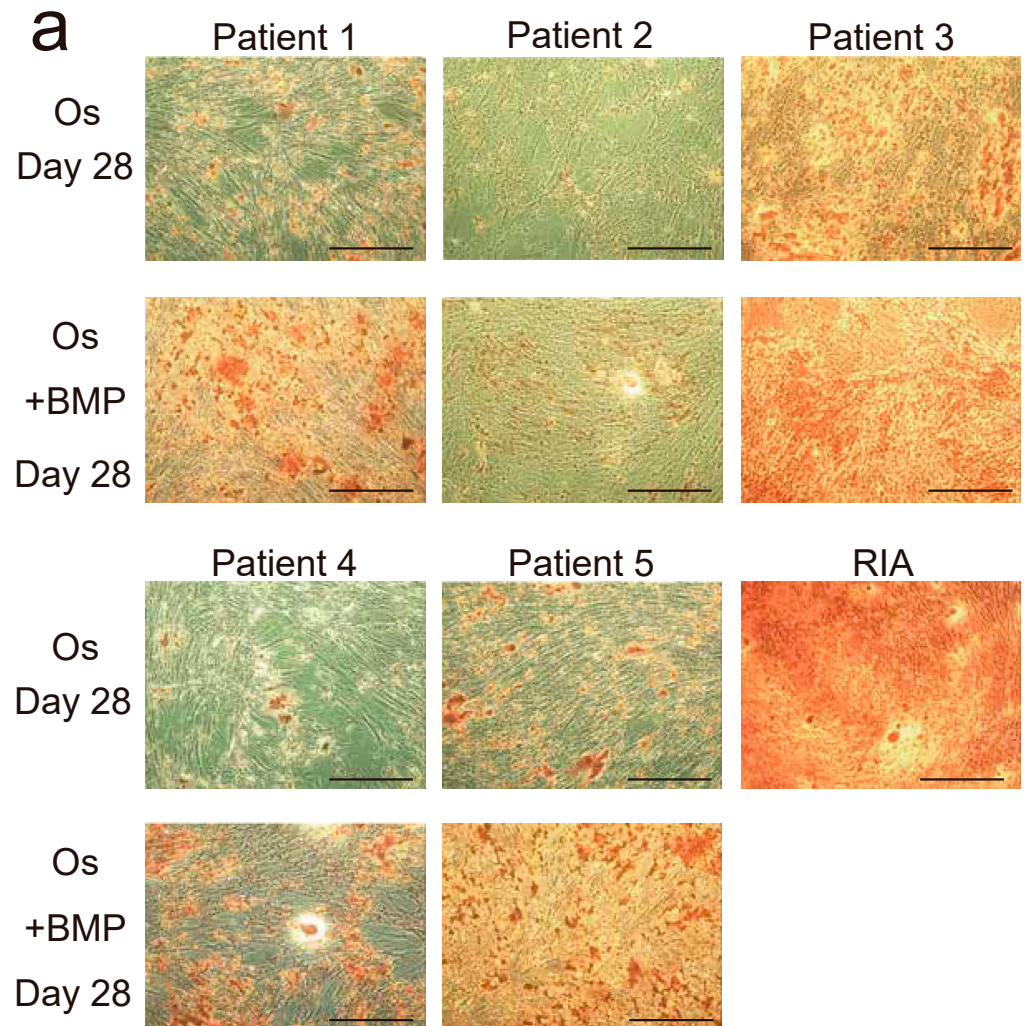 a
Patient 1
Patient 2
Patient 3
Os
Day 28
Os
+BMP
Day 28
Patient 4
Patient 5
RIA
Os
Day 28
Os
+BMP
Day 28